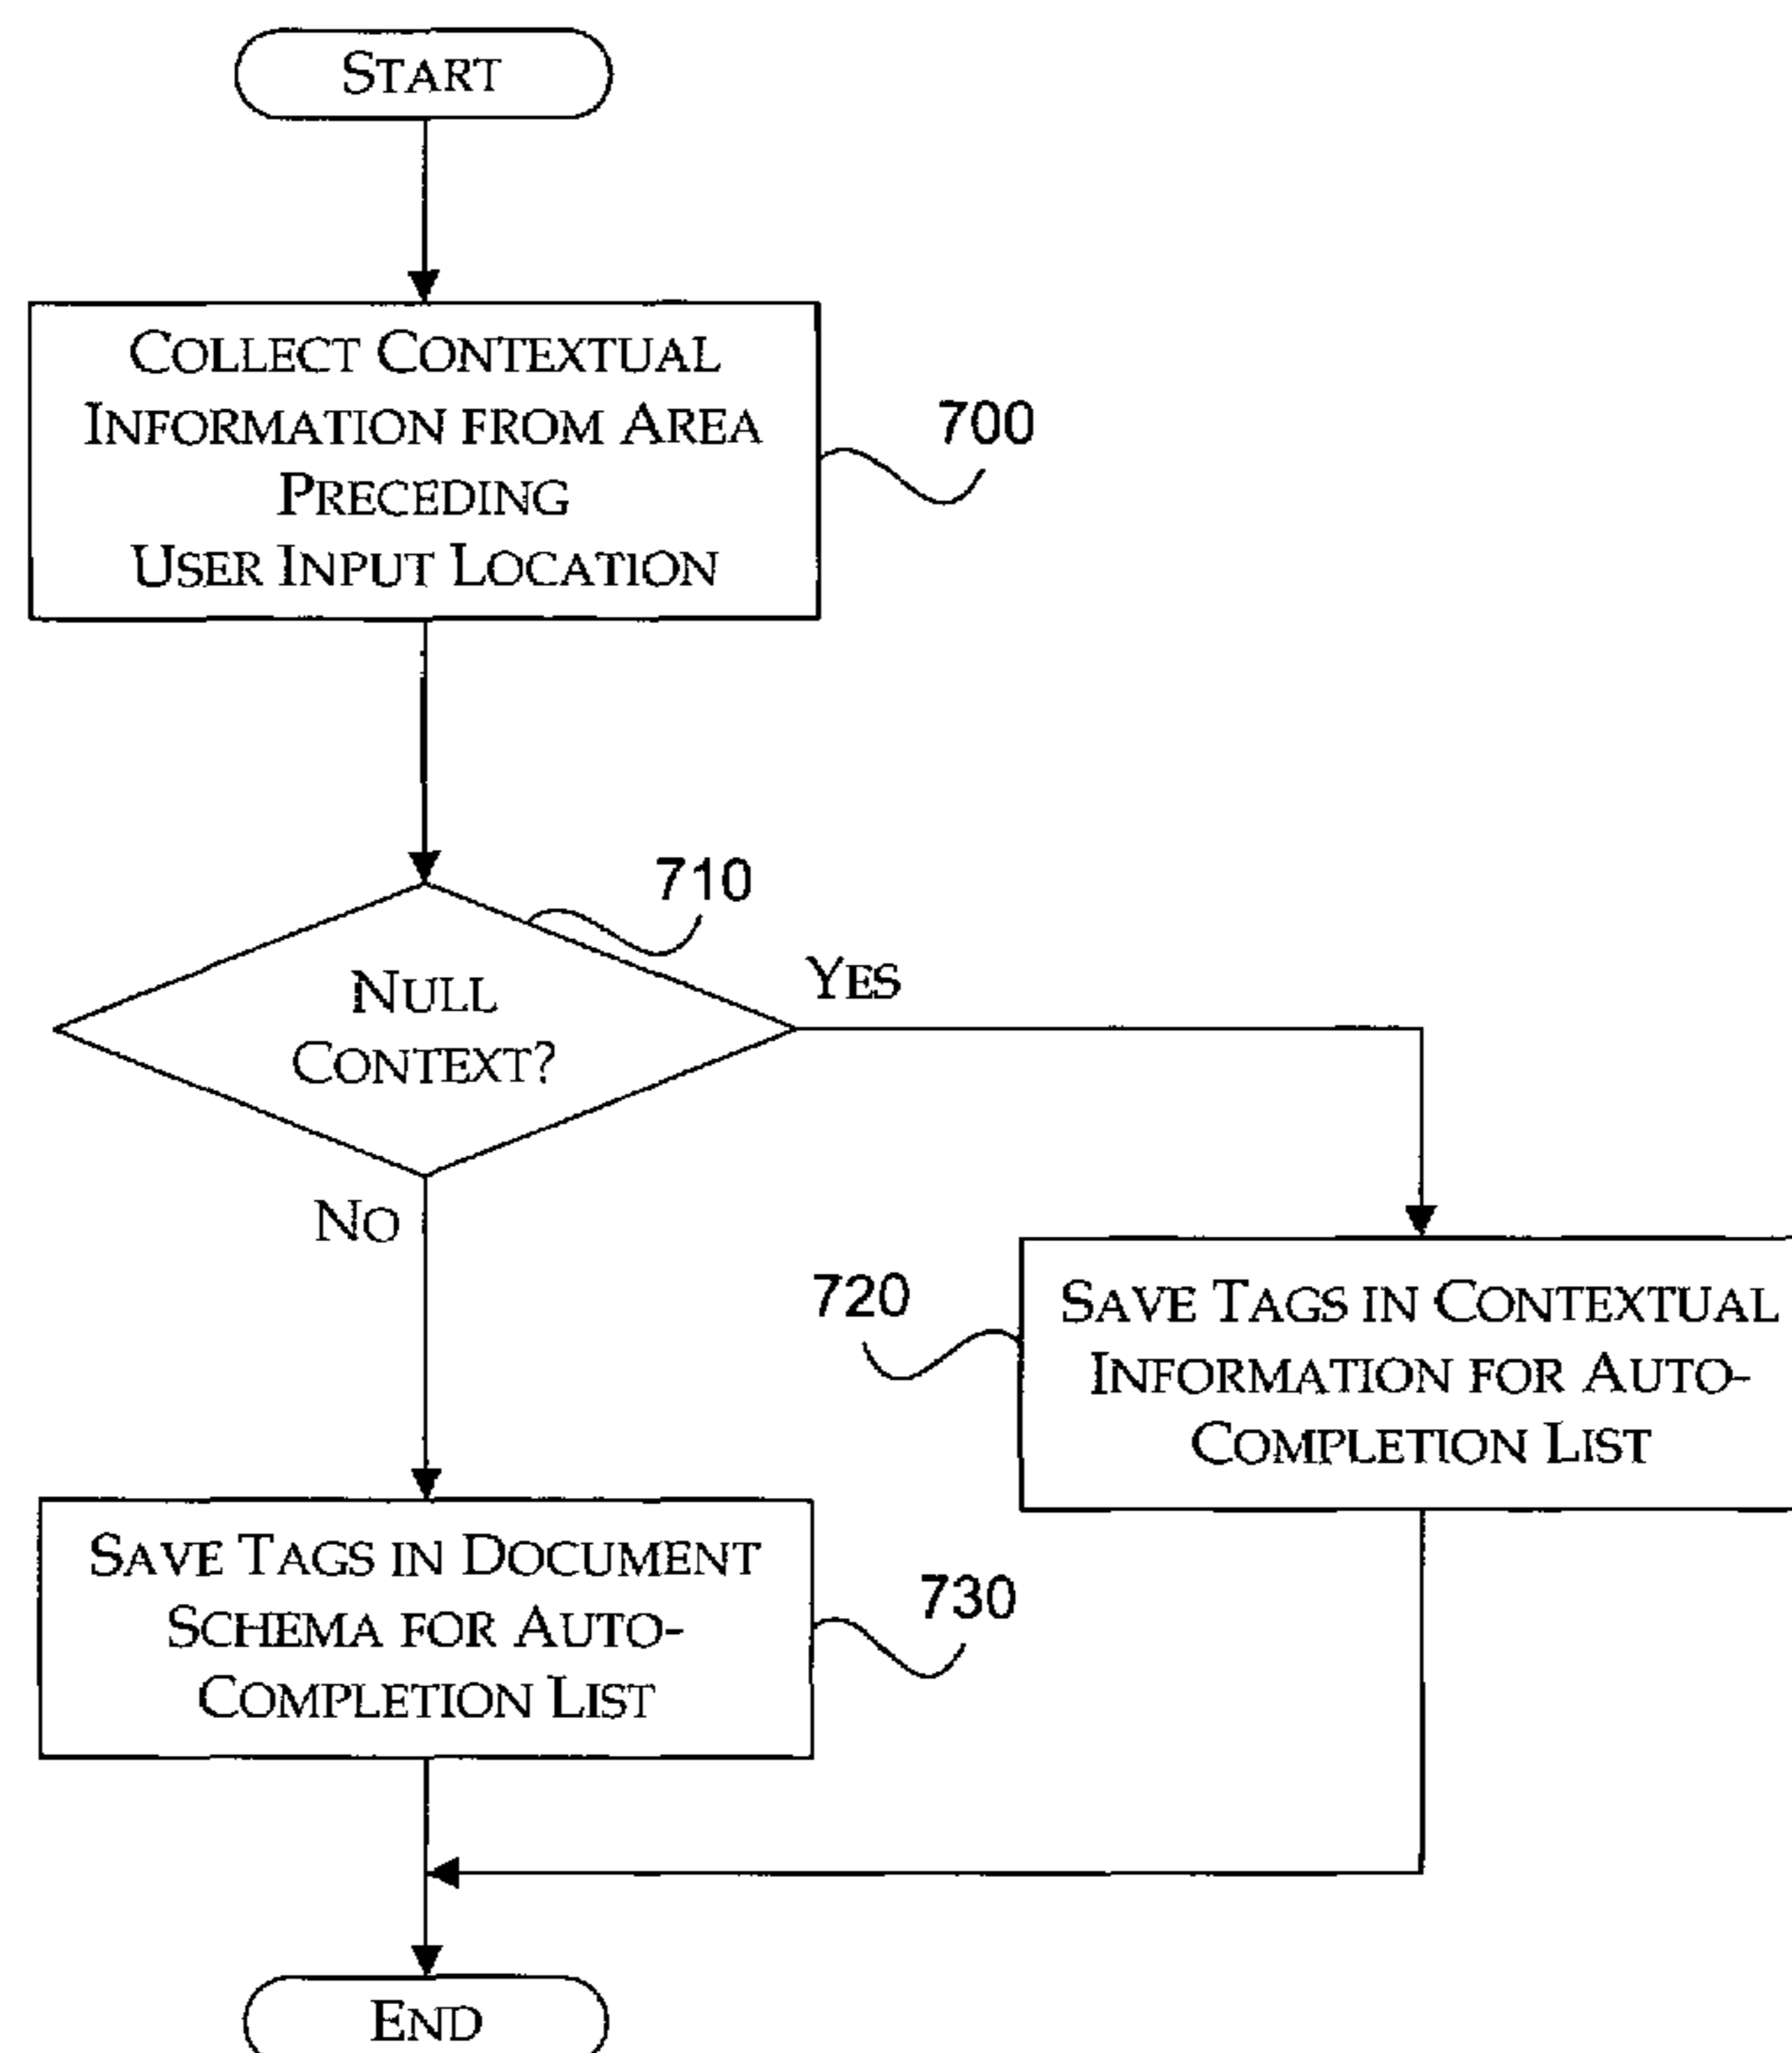 START
COLLECT CONTEXTUAL
INFORMATION FROM AREA
PRECEDING
USER INPUT LOCATION
700
710
NULL
CONTEXT?
YES
NO
720
SAVE TAGS IN CONTEXTUAL
INFORMATION FOR AUTO-
COMPLETION LIST
SAVE TAGS IN DOCUMENT
SCHEMA FOR AUTO-
COMPLETION LIST
730
END